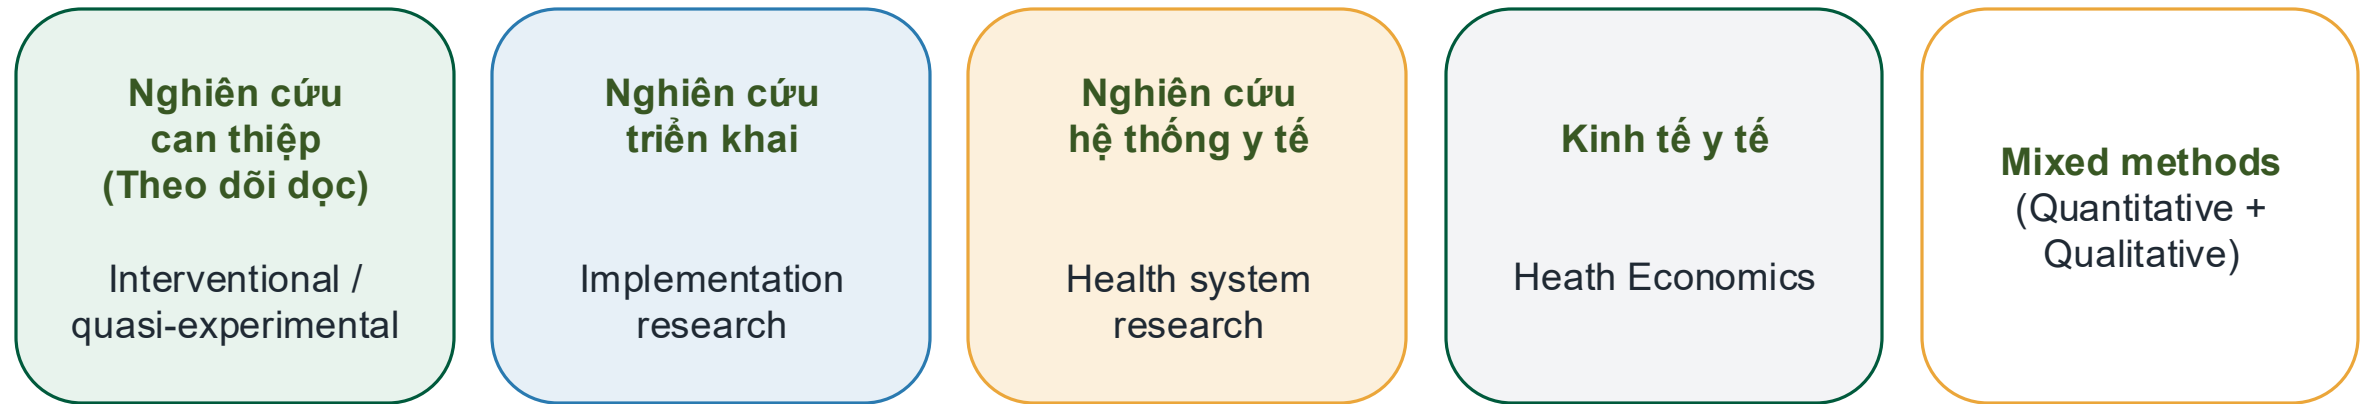 Nghiên cứu
can thiệp
(Theo dõi dọc)
Interventional /
quasi-experimental
Nghiên cứu
triển khai
Implementation
research
Nghiên cứu
hệ thống y tế
Health system
research
Kinh tế y tế
Heath Economics
Mixed methods
(Quantitative +
Qualitative)